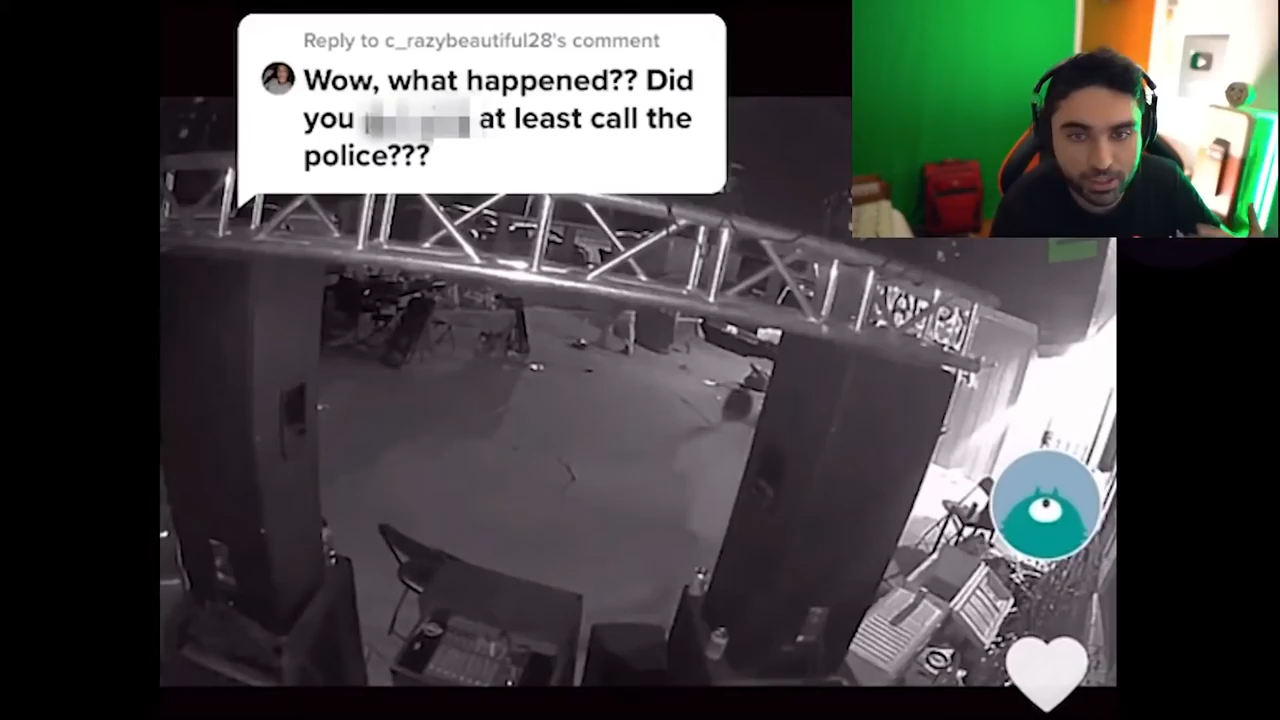 Reply to c_razybeautiful28's comment
Wow, what happened?? Did
you at least call the
police???